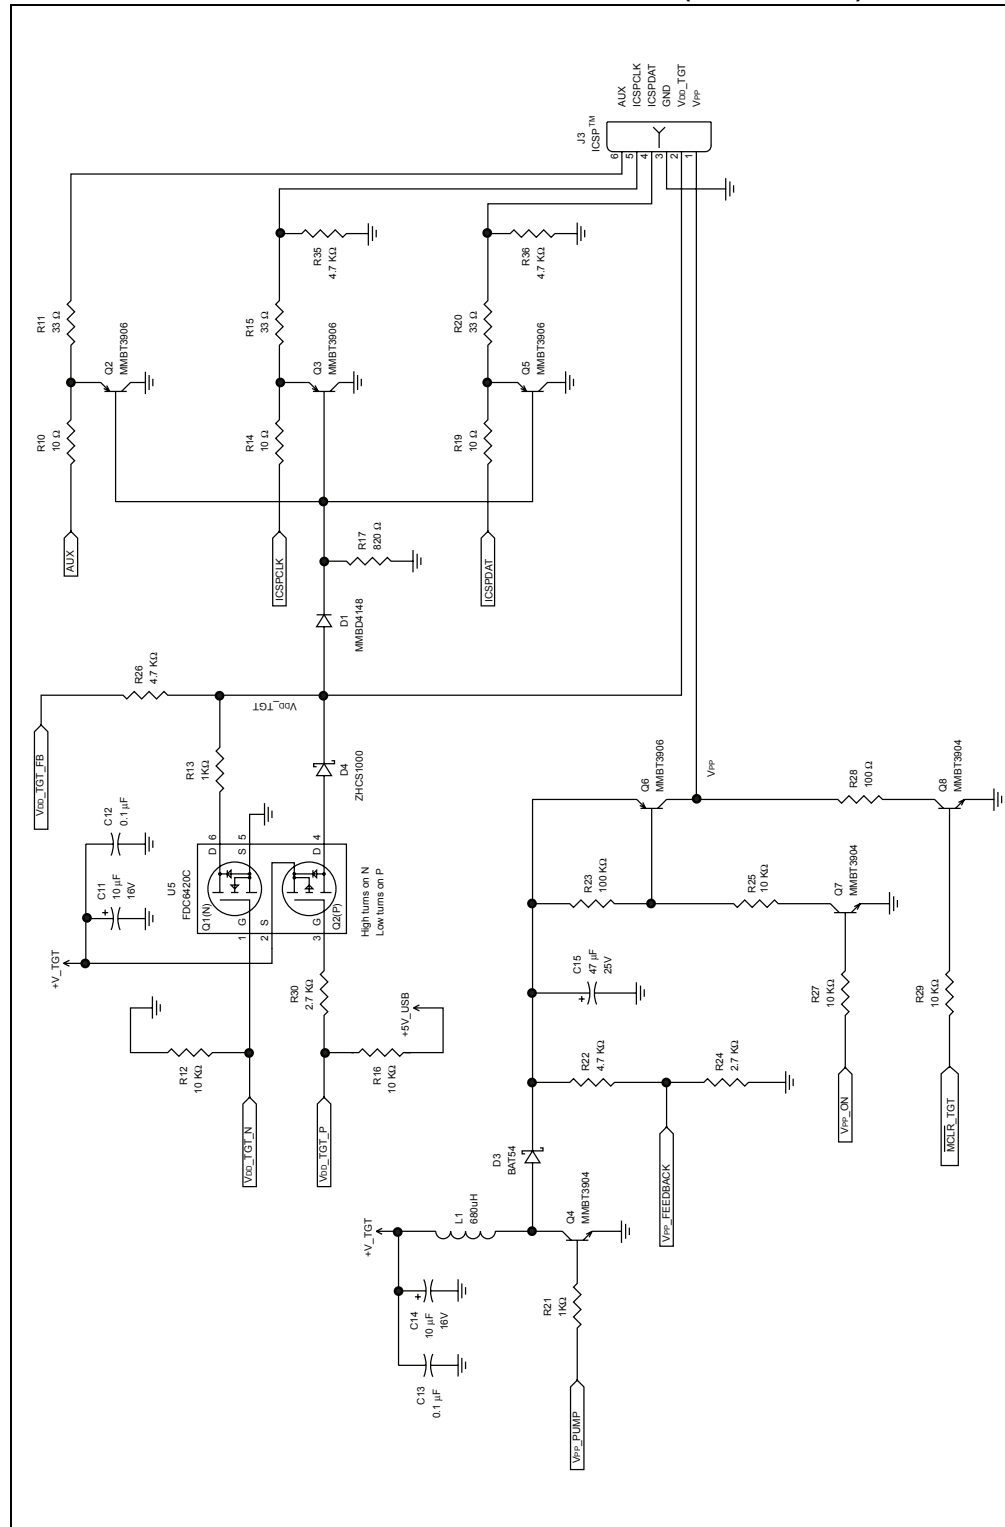 J3
ICSP™
AUX
ICSPCLK
ICSPDAT
GND
VDD_TGT
VPP
6
5
4
3
2
1
R11
33 Ω
R10
10 Ω
Q2
MMBT3906
AUX
R35
4.7 KΩ
R15
33 Ω
R14
10 Ω
Q3
MMBT3906
ICSPCLK
R36
4.7 KΩ
R20
33 Ω
R19
10 Ω
Q5
MMBT3906
ICSPDAT
R17
820 Ω
D1
MMBD4148
VDD_TGT_FB
R26
4.7 KΩ
VDD_TGT
R13
1KΩ
D4
ZHCS1000
C12
0.1 µF
C11
10 µF
16V
+
+V_TGT
U5
FDC6420C
Q1(N)
Q2(P)
D
6
S
5
D
4
G
1
S
2
G
3
High turns on N
Low turns on P
R12
10 KΩ
VDD_TGT_N
R30
2.7 KΩ
R16
10 KΩ
+5V_USB
VDD_TGT_P
Q6
MMBT3906
VPP
R28
100 Ω
Q8
MMBT3904
R23
100 KΩ
R25
10 KΩ
Q7
MMBT3904
C15
47 µF
25V
+
R27
10 KΩ
R29
10 KΩ
VPP_ON
MCLR_TGT
R22
4.7 KΩ
R24
2.7 KΩ
VPP_FEEDBACK
D3
BAT54
+V_TGT
L1
680uH
Q4
MMBT3904
R21
1KΩ
VPP_PUMP
C14
10 µF
16V
+
C13
0.1 µF